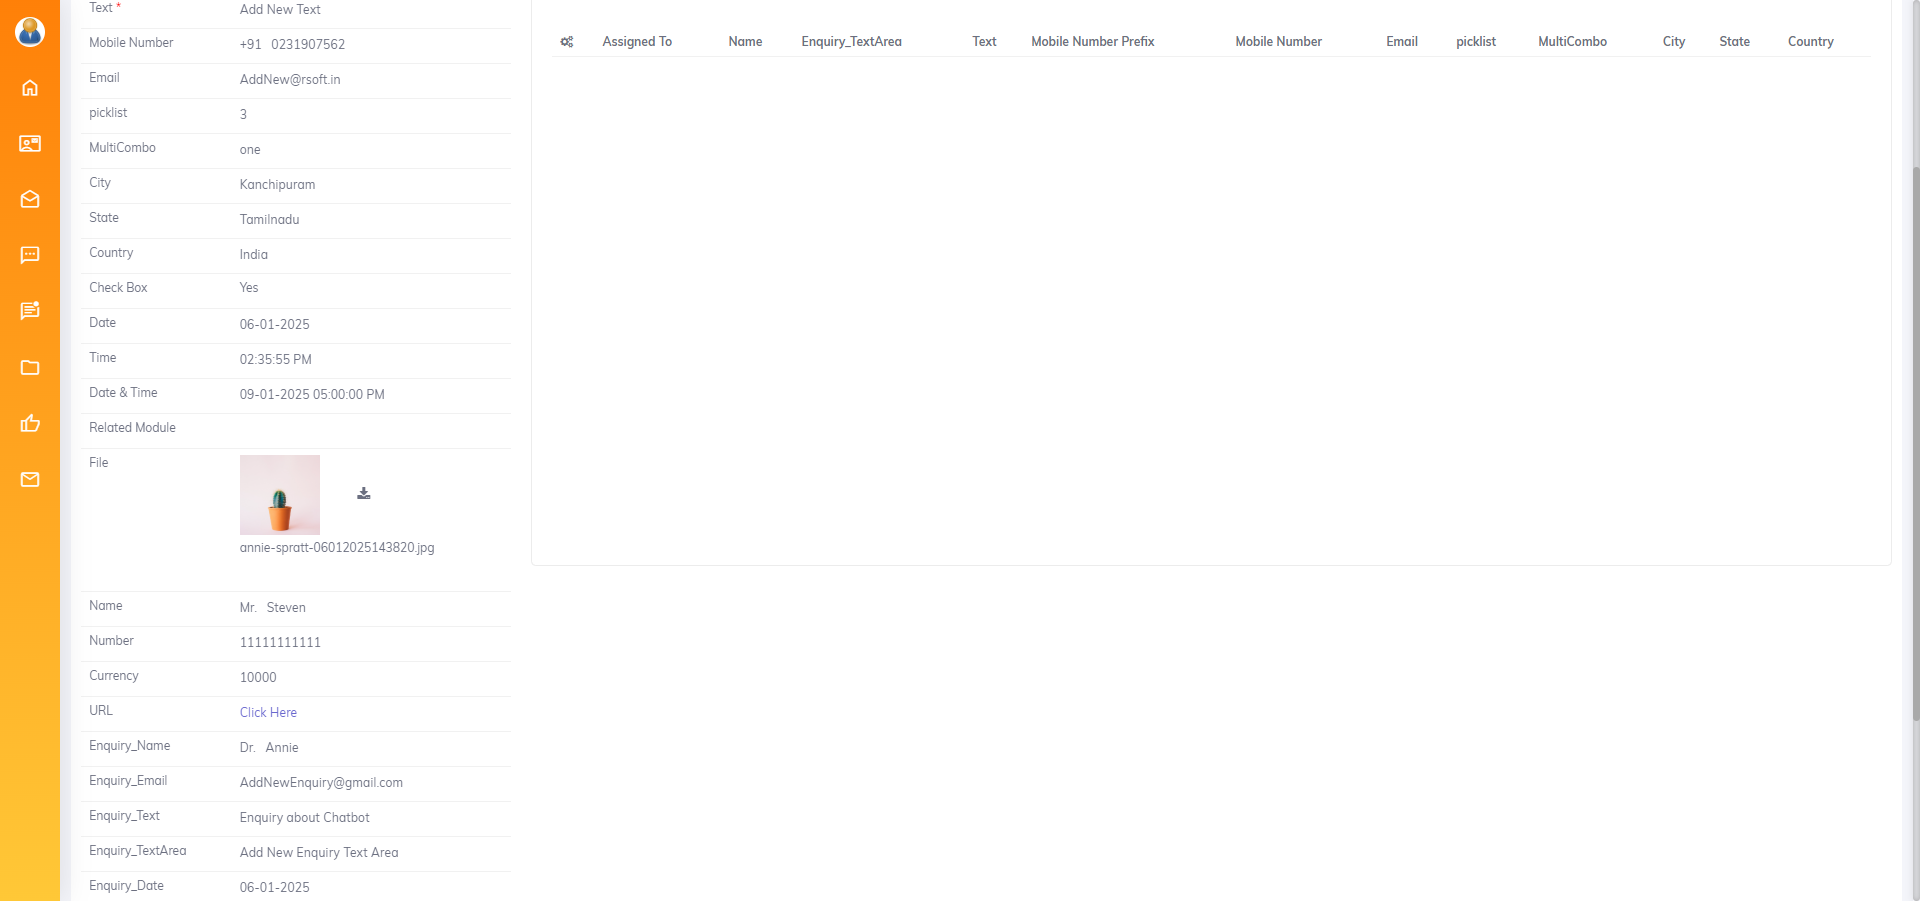 Text * Add New Text
Mobile Number +91 0231907562
Email AddNew@rsoft.in
picklist 3
MultiCombo one
City Kanchipuram
State Tamilnadu
Country India
Check Box Yes
Date 06-01-2025
Time 02:35:55 PM
Date & Time 09-01-2025 05:00:00 PM
Related Module
File
annie-spratt-06012025143820.jpg
Name Mr. Steven
Number 11111111111
Currency 10000
URL Click Here
Enquiry_Name Dr. Annie
Enquiry_Email AddNewEnquiry@gmail.com
Enquiry_Text Enquiry about Chatbot
Enquiry_TextArea Add New Enquiry Text Area
Enquiry_Date 06-01-2025
Assigned To Name Enquiry_TextArea Text Mobile Number Prefix Mobile Number Email picklist MultiCombo City State Country